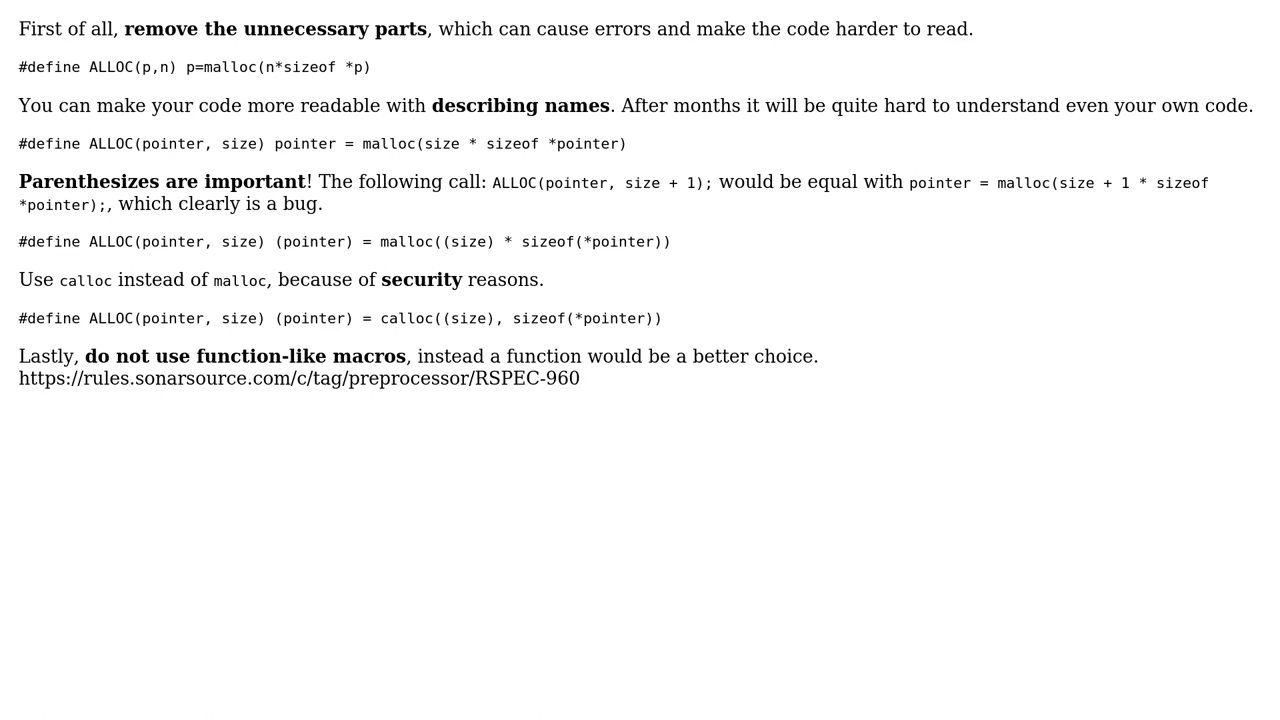 First of all, remove the unnecessary parts, which can cause errors and make the code harder to read.
#define ALLOC(p,n) p=malloc(n*sizeof *p)
You can make your code more readable with describing names. After months it will be quite hard to understand even your own code.
#define ALLOC(pointer, size) pointer = malloc(size * sizeof *pointer)
Parenthesizes are important! The following call: ALLOC(pointer, size + 1); would be equal with pointer = malloc(size + 1 * sizeof
*pointer);, which clearly is a bug.
#define ALLOC(pointer, size) (pointer) = malloc((size) * sizeof(*pointer))
Use calloc instead of malloc, because of security reasons.
#define ALLOC(pointer, size) (pointer) = calloc((size), sizeof(*pointer))
Lastly, do not use function-like macros, instead a function would be a better choice.
https://rules.sonarsource.com/c/tag/preprocessor/RSPEC-960